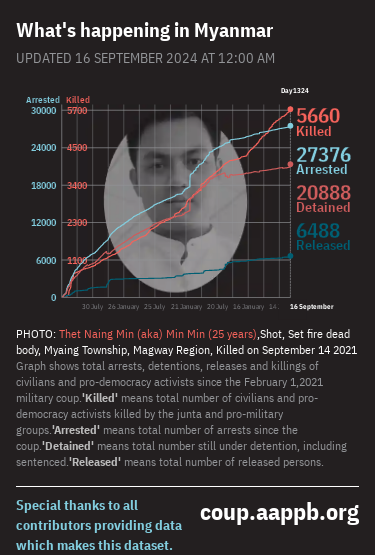 What's happening in Myanmar
UPDATED 16 SEPTEMBER 2024 AT 12:00 AM
Day1324
Arrested Killed
30000 5700
24000 4500
18000 3400
12000 2300
6000 1100
0
5660
Killed
27376
Arrested
20888
Detained
6488
Released
30 July 26 January 25 July 21 January 20 July 16 January 14. 16 September
PHOTO: Thet Naing Min (aka) Min Min (25 years),Shot, Set fire dead
body, Myaing Township, Magway Region, Killed on September 14 2021
Graph shows total arrests, detentions, releases and killings of
civilians and pro-democracy activists since the February 1,2021
military coup.'Killed' means total number of civilians and pro-
democracy activists killed by the junta and pro-military
groups.'Arrested' means total number of arrests since the
coup.'Detained' means total number still under detention, including
sentenced.'Released' means total number of released persons.
Special thanks to all
contributors providing data
which makes this dataset.
coup.aappb.org